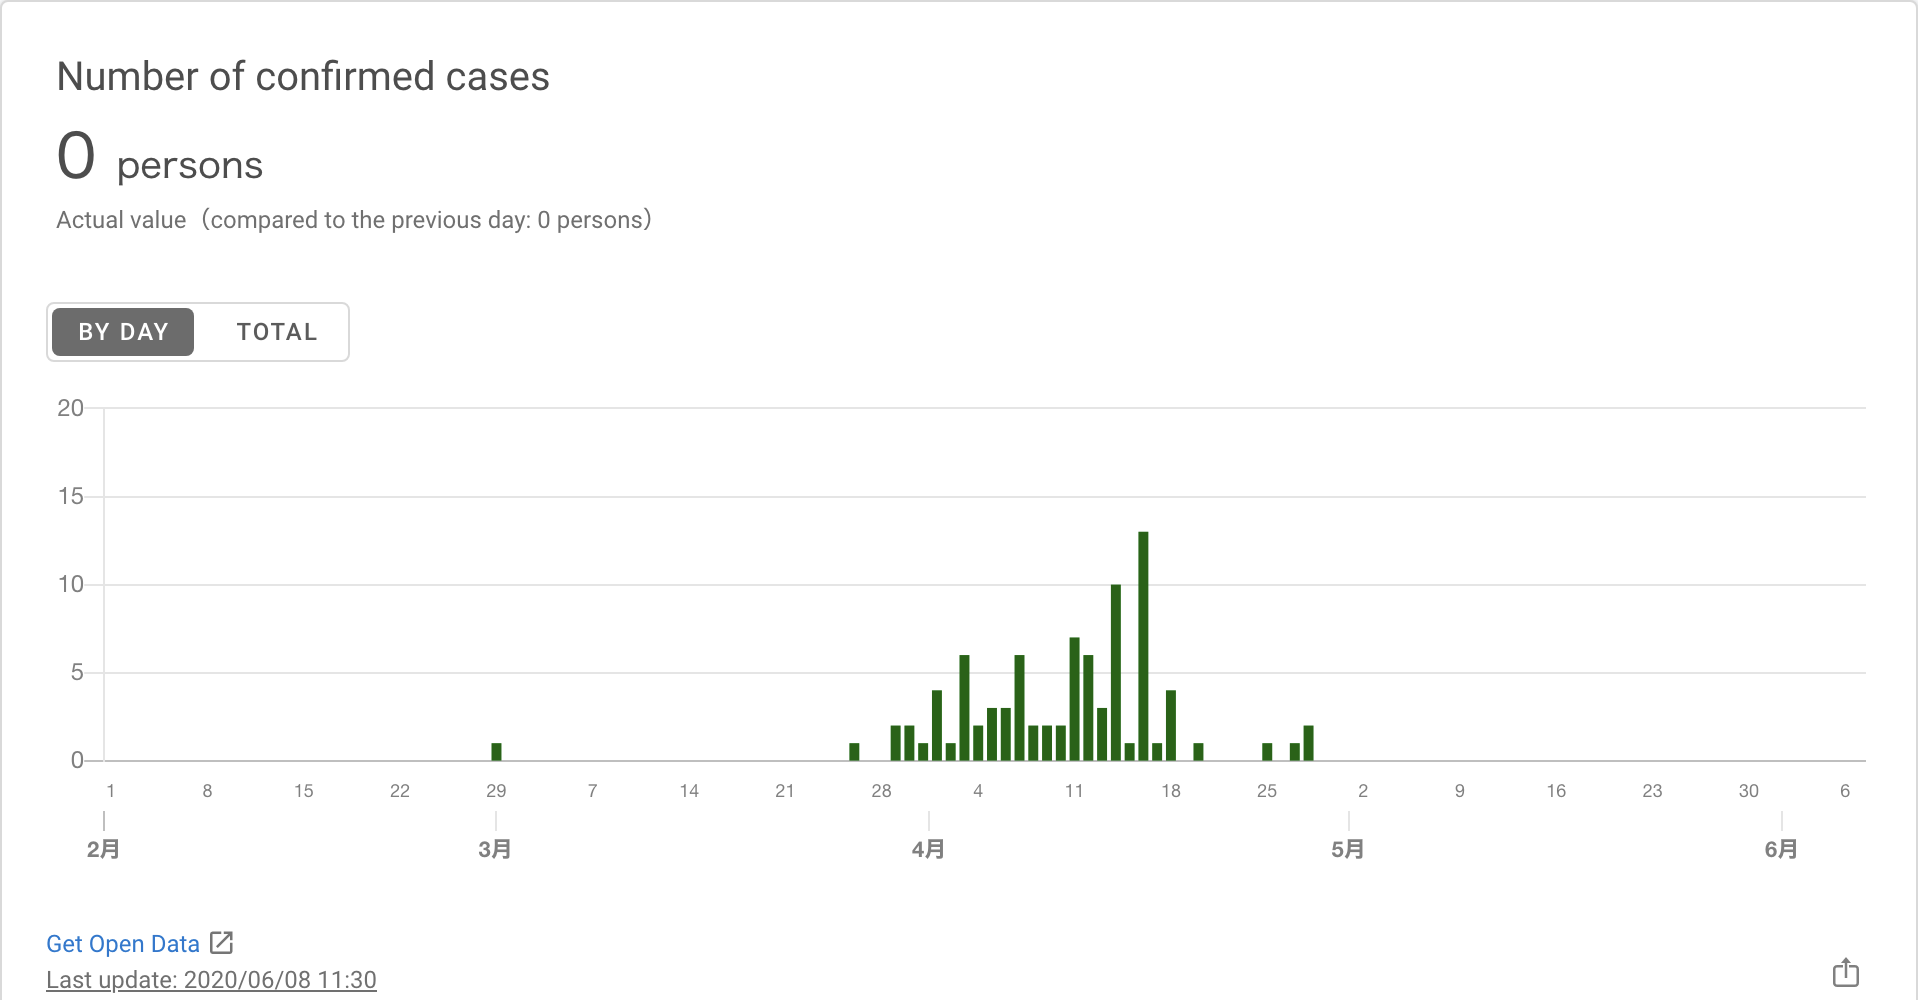 Number of confirmed cases
0 persons
Actual value（compared to the previous day: 0 persons）
BY DAY TOTAL
20
15
10
5
0
1 8 15 22 29 7 14 21 28 4 11 18 25 2 9 16 23 30 6
2月 3月 4月 5月 6月
Get Open Data
Last update: 2020/06/08 11:30